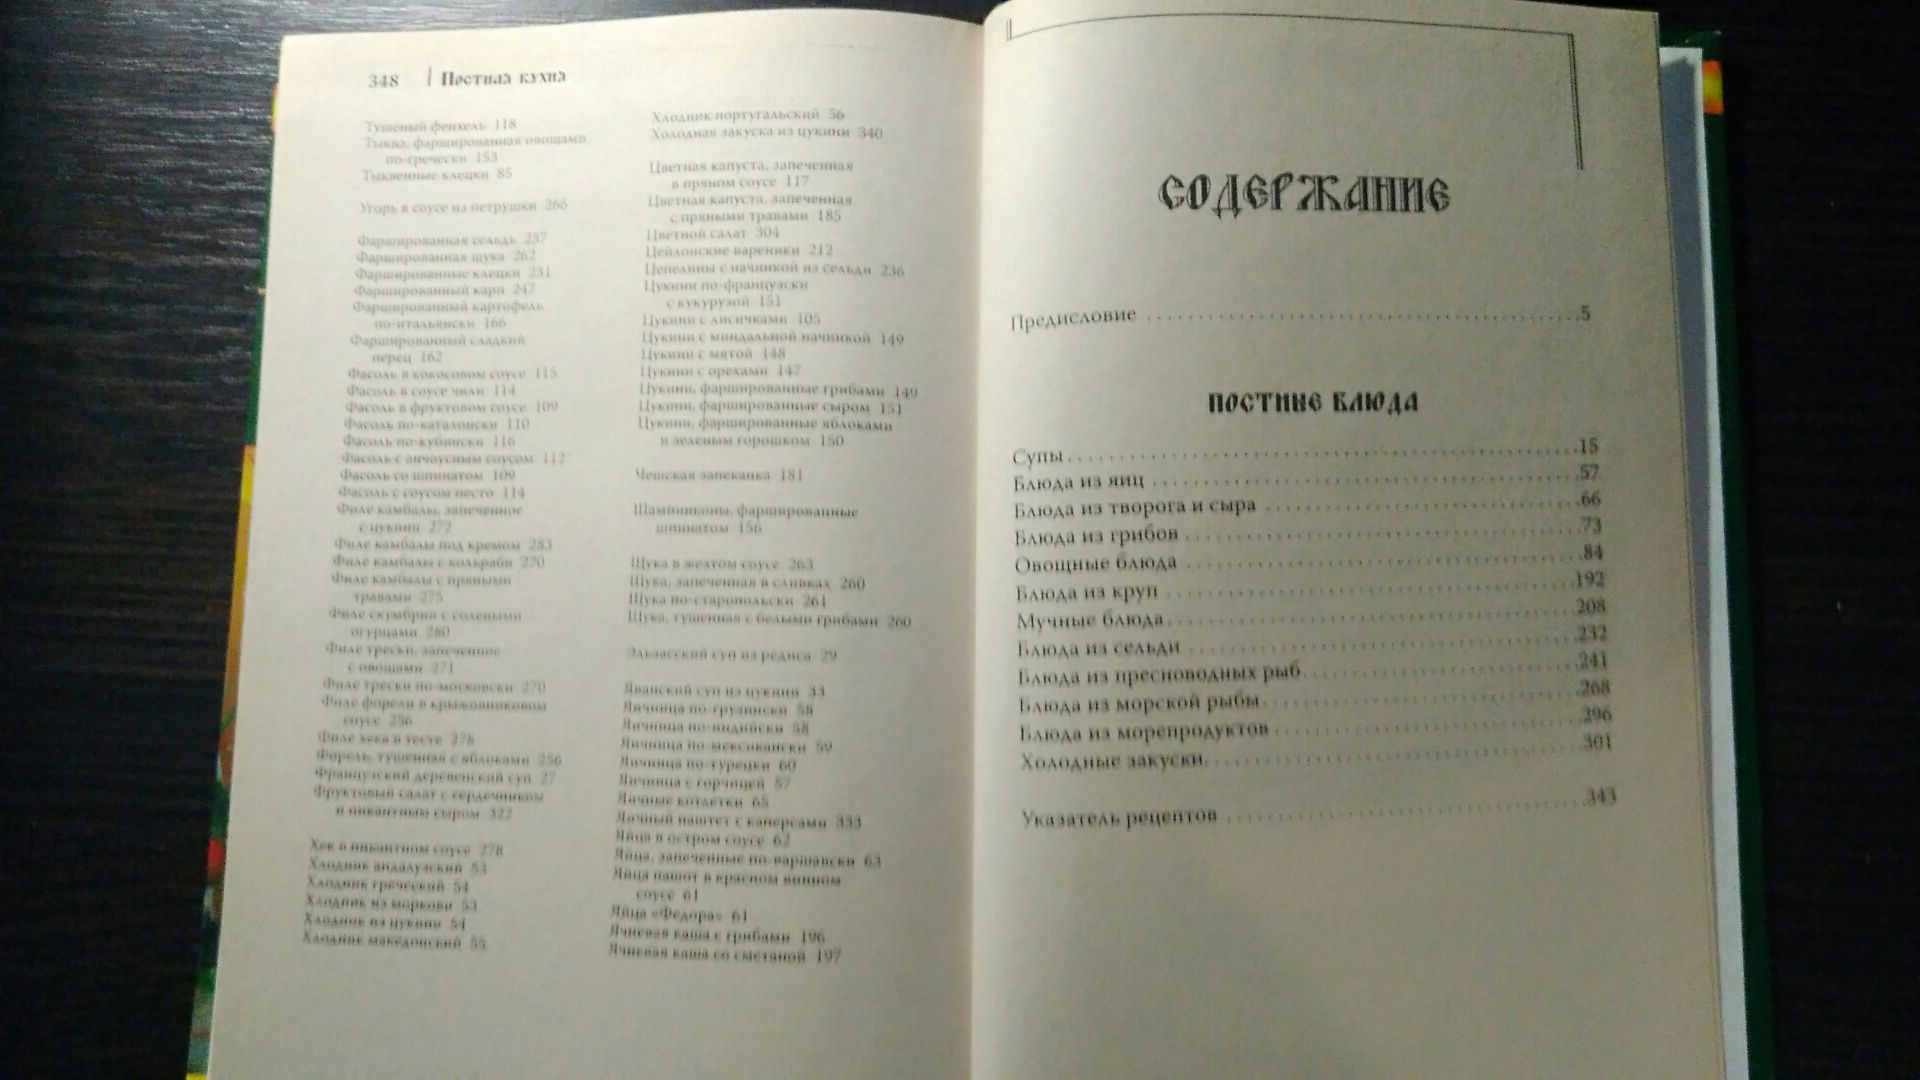 348 | Постная кухня
Тушеный фенхель 118
Тыква, фаршированная овощами
по-гречески 153
Тыквенные клецки 85
Угорь в соусе из петрушки 266
Фаршированная сельдь 237
Фаршированная щука 262
Фаршированные клецки 231
Фаршированный карп 247
Фаршированный картофель
по-итальянски 166
Фаршированный сладкий
перец 162
Фасоль в кокосовом соусе 115
Фасоль в соусе чили 114
Фасоль в фруктовом соусе 109
Фасоль по-каталонски 110
Фасоль по-кубински 116
Фасоль с анчоусным соусом 112
Фасоль со шпинатом 109
Фасоль с соусом песто 114
Филе камбалы, запеченное
с цукини 272
Филе камбалы под кремом 283
Филе камбалы с кольраби 270
Филе камбалы с пряными
травами 275
Филе скумбрии с солеными
огурцами 280
Филе трески, запеченное
с овощами 271
Филе трески по-московски 270
Филе форели в крыжовниковом
соусе 256
Филе хека в тесте 278
Форель, тушенная с яблоками 256
Французский деревенский суп 27
Фруктовый салат с сердечником
и пикантным сыром 322
Хек в пикантном соусе 278
Хлодник андалузский 53
Хлодник греческий 54
Хлодник из моркови 53
Хлодник из цукини 54
Хлодник македонский 55
Хлодник португальский 56
Холодная закуска из цукини 340
Цветная капуста, запеченная
в пряном соусе 117
Цветная капуста, запеченная
с пряными травами 185
Цветной салат 304
Цейлонские вареники 212
Цепелины с начинкой из сельди 236
Цукини по-французски
с кукурузой 151
Цукини с лисичками 105
Цукини с миндальной начинкой 149
Цукини с мятой 148
Цукини с орехами 147
Цукини, фаршированные грибами 149
Цукини, фаршированные сыром 151
Цукини, фаршированные яблоками
и зеленым горошком 150
Чешская запеканка 181
Шампиньоны, фаршированные
шпинатом 156
Щука в желтом соусе 263
Щука, запеченная в сливках 260
Щука по-старопольски 261
Щука, тушенная с белыми грибами 260
Эльзасский суп из редиса 29
Яванский суп из цукини 33
Яичница по-грузински 58
Яичница по-индийски 58
Яичница по-мексикански 59
Яичница по-турецки 60
Яичница с горчицей 57
Яичные котлетки 65
Яичный паштет с каперсами 333
Яйца в остром соусе 62
Яйца, запеченные по-варшавски 63
Яйца пашот в красном винном
соусе 61
Яйца «Федора» 61
Ячневая каша с грибами 196
Ячневая каша со сметаной 197
СОДЕРЖАНИЕ
Предисловие 5
ПОСТНЫЕ БЛЮДА
Супы 15
Блюда из яиц 57
Блюда из творога и сыра 66
Блюда из грибов 73
Овощные блюда 84
Блюда из круп 192
Мучные блюда 208
Блюда из сельди 232
Блюда из пресноводных рыб 241
Блюда из морской рыбы 268
Блюда из морепродуктов 296
Холодные закуски 301
Указатель рецептов 343